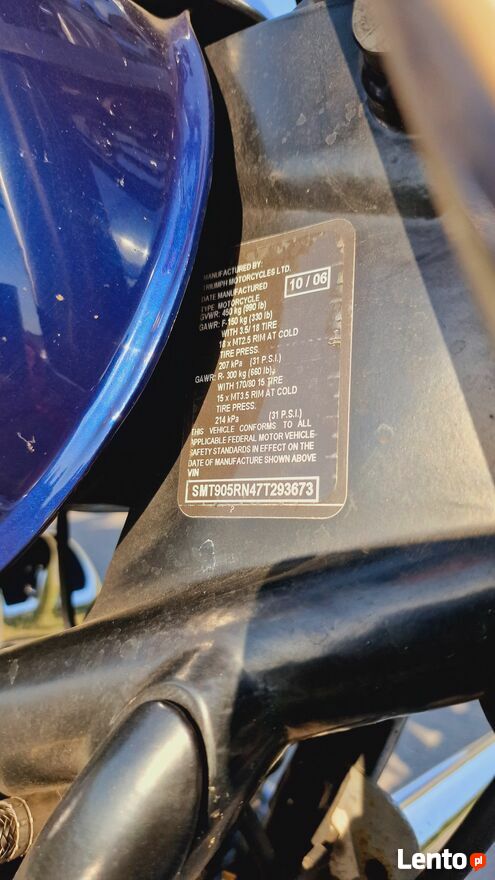 MANUFACTURED BY:
TRIUMPH MOTORCYCLES LTD.
DATE MANUFACTURED 10 / 06
TYPE MOTORCYCLE
GVWR: 450 kg (990 lb)
GAWR: F-150 kg (330 lb)
WITH 3.5/ 18 TIRE
18 x MT2.5 RIM AT COLD
TIRE PRESS.
207 kPa (31 P.S.I.)
GAWR: R- 300 kg (660 lb)
WITH 170/80 15 TIRE
15 x MT3.5 RIM AT COLD
TIRE PRESS.
214 kPa (31 P.S.I.)
THIS VEHICLE CONFORMS TO ALL
APPLICABLE FEDERAL MOTOR VEHICLE
SAFETY STANDARDS IN EFFECT ON THE
DATE OF MANUFACTURE SHOWN ABOVE
VIN
SMT905RN47T293673
Lento.pl